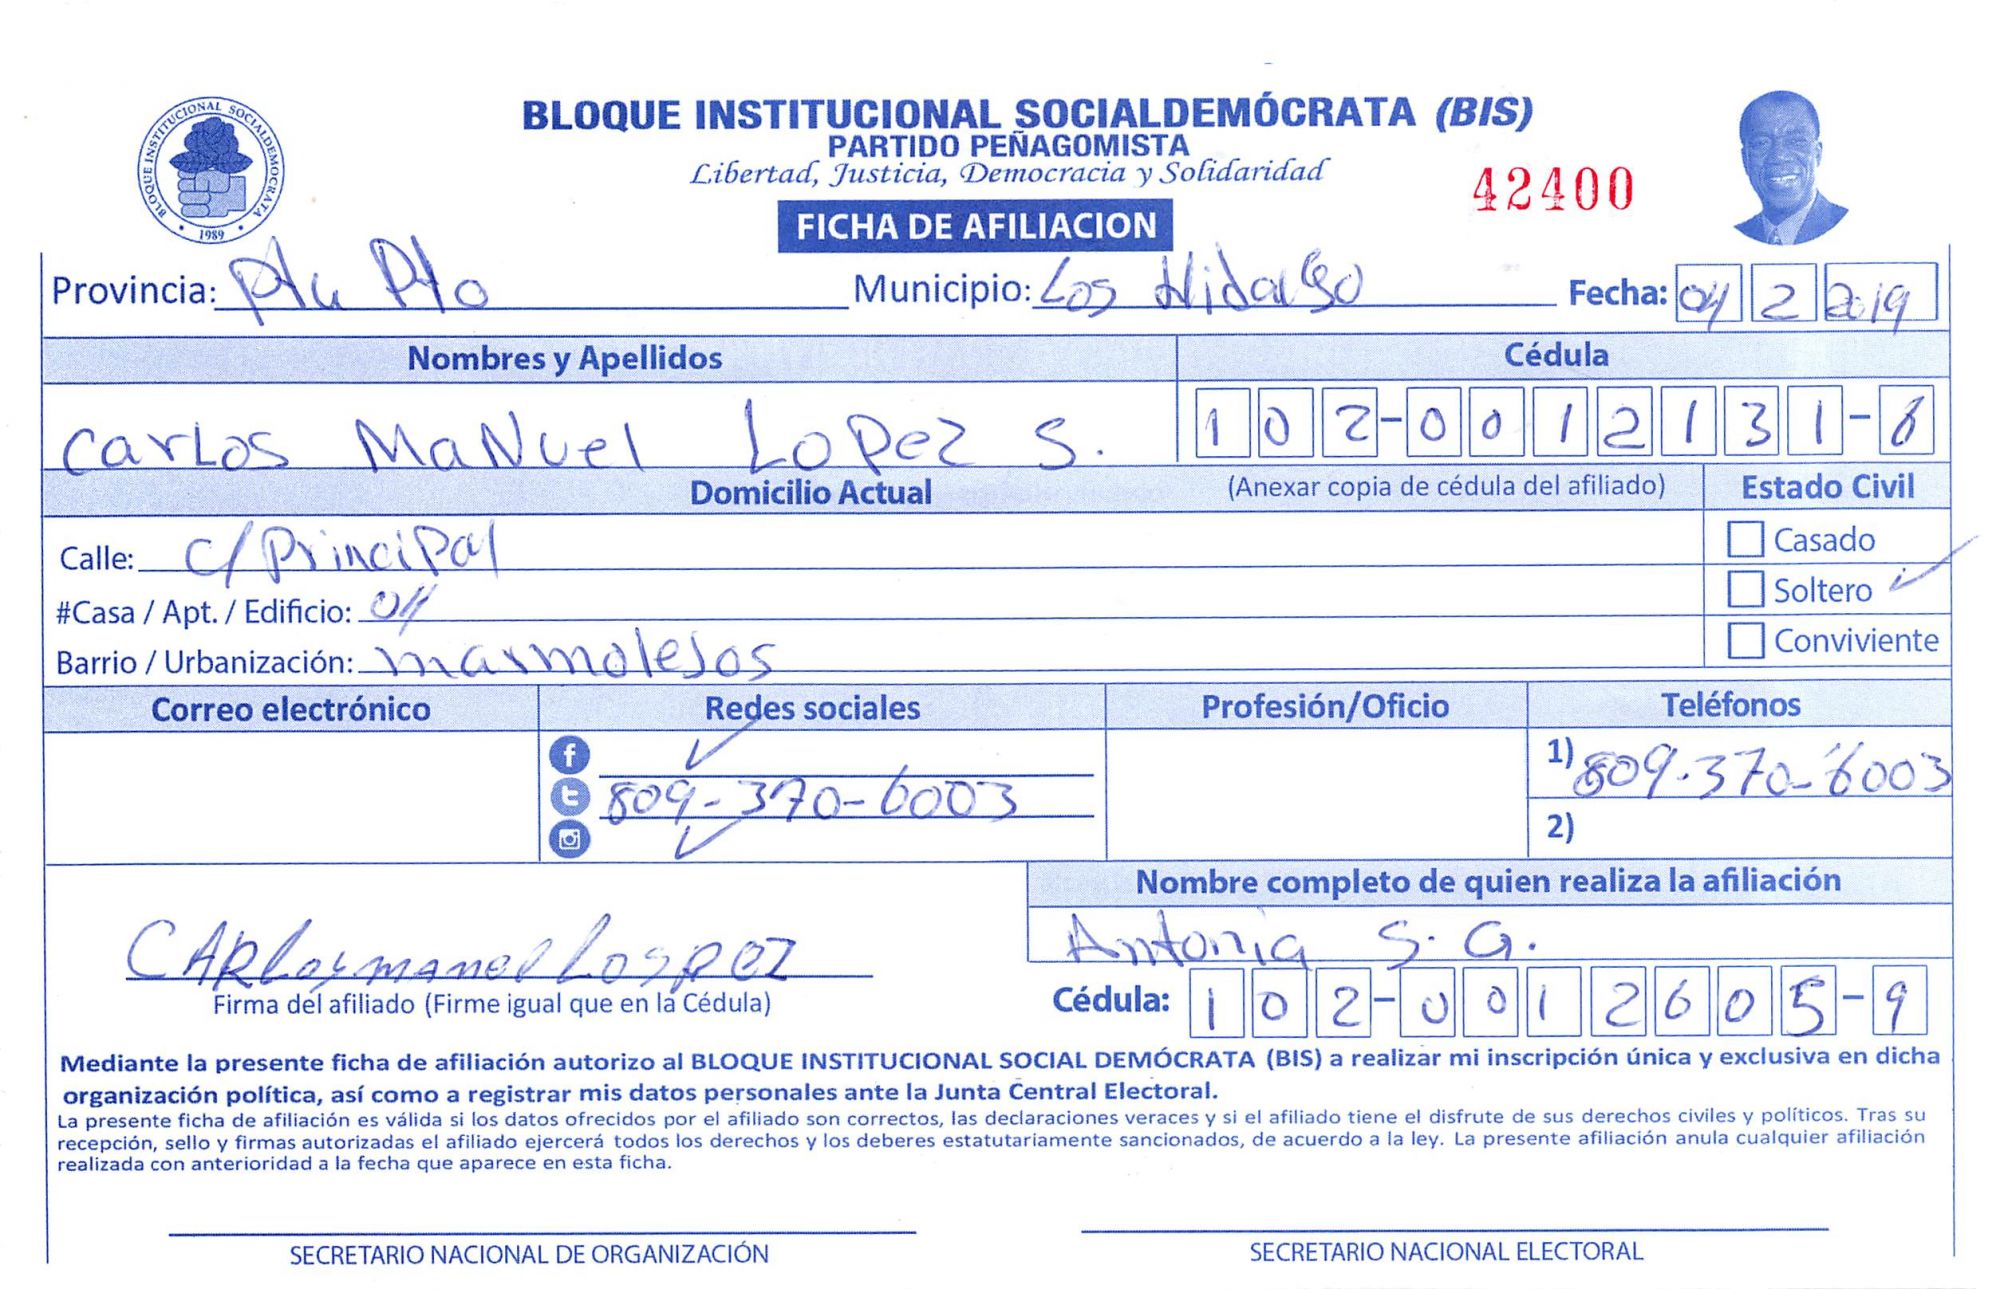 BLOQUE INSTITUCIONAL SOCIALDEMÓCRATA 1989
BLOQUE INSTITUCIONAL SOCIALDEMÓCRATA (BIS)
PARTIDO PEÑAGOMISTA
Libertad, Justicia, Democracia y Solidaridad
42400
FICHA DE AFILIACION
Provincia: Pta Pto Municipio: Los Hidalgo Fecha: 04 2 2019
Nombres y Apellidos Cédula
Carlos Manuel Lopez S. 102-0012131-8
Domicilio Actual (Anexar copia de cédula del afiliado) Estado Civil
Calle: C/Principal Casado
#Casa / Apt. / Edificio: 04 Soltero
Barrio / Urbanización: marmolejos Conviviente
Correo electrónico Redes sociales Profesión/Oficio Teléfonos
1) 809-370-6003
809-370-6003
2)
Nombre completo de quien realiza la afiliación
Antonia S. G.
CARlosmanuel Lospez
Firma del afiliado (Firme igual que en la Cédula) Cédula: 102-0012605-9
Mediante la presente ficha de afiliación autorizo al BLOQUE INSTITUCIONAL SOCIAL DEMÓCRATA (BIS) a realizar mi inscripción única y exclusiva en dicha
organización política, así como a registrar mis datos personales ante la Junta Central Electoral.
La presente ficha de afiliación es válida si los datos ofrecidos por el afiliado son correctos, las declaraciones veraces y si el afiliado tiene el disfrute de sus derechos civiles y políticos. Tras su
recepción, sello y firmas autorizadas el afiliado ejercerá todos los derechos y los deberes estatutariamente sancionados, de acuerdo a la ley. La presente afiliación anula cualquier afiliación
realizada con anterioridad a la fecha que aparece en esta ficha.
SECRETARIO NACIONAL DE ORGANIZACIÓN SECRETARIO NACIONAL ELECTORAL